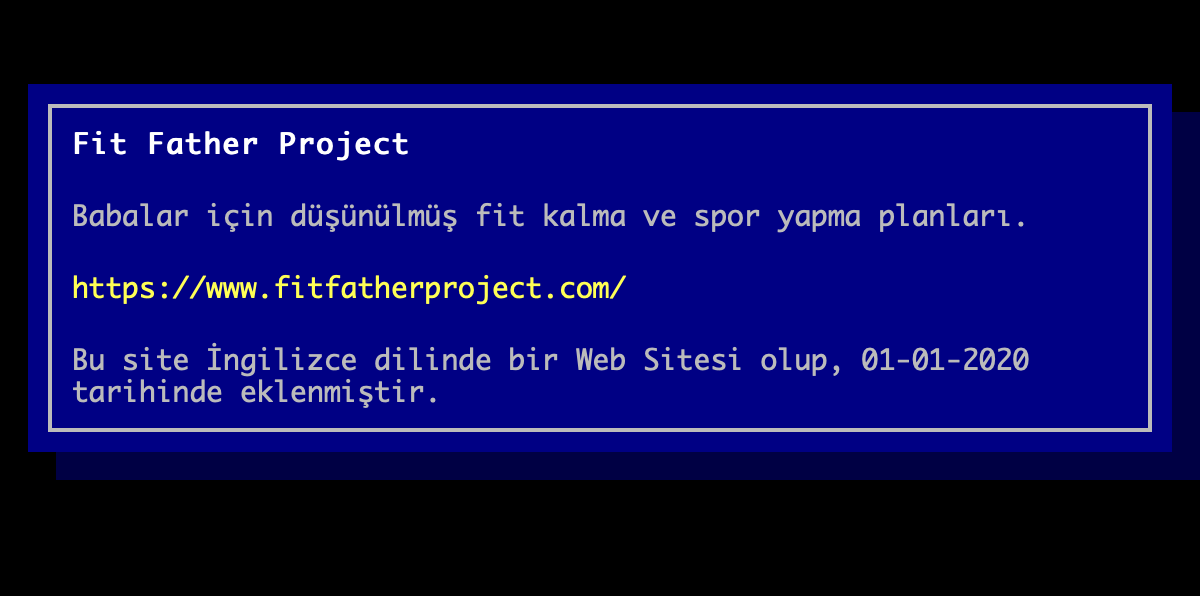 Fit Father Project
Babalar için düşünülmüş fit kalma ve spor yapma planları.
https://www.fitfatherproject.com/
Bu site İngilizce dilinde bir Web Sitesi olup, 01-01-2020
tarihinde eklenmiştir.